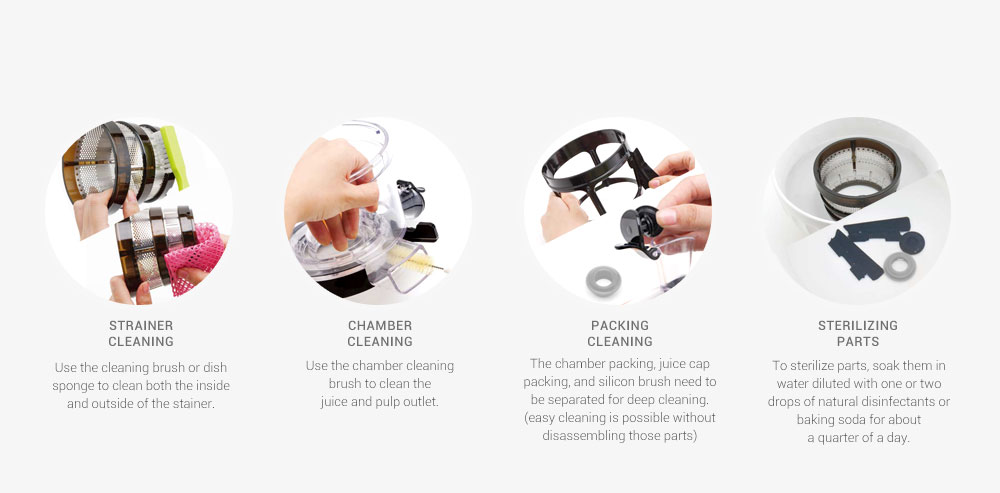 STRAINER
CLEANING
Use the cleaning brush or dish
sponge to clean both the inside
and outside of the stainer.
CHAMBER
CLEANING
Use the chamber cleaning
brush to clean the
juice and pulp outlet.
PACKING
CLEANING
The chamber packing, juice cap
packing, and silicon brush need to
be separated for deep cleaning.
(easy cleaning is possible without
disassembling those parts)
STERILIZING
PARTS
To sterilize parts, soak them in
water diluted with one or two
drops of natural disinfectants or
baking soda for about
a quarter of a day.